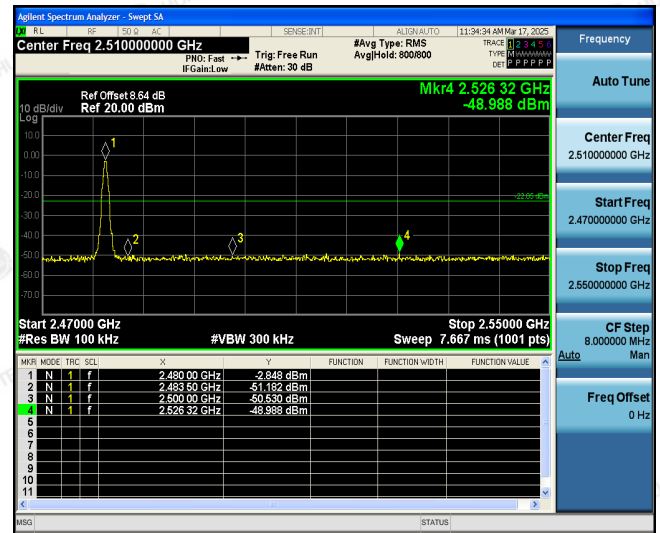 Agilent Spectrum Analyzer - Swept SA
LXI RL RF 50 Ω AC SENSE:INT ALIGN AUTO 11:34:34 AM Mar 17, 2025
Center Freq 2.510000000 GHz
PNO: Fast
IFGain:Low
Trig: Free Run
#Atten: 30 dB
#Avg Type: RMS
Avg|Hold: 800/800
TRACE 1 2 3 4 5 6
TYPE MWWWWW
DET P P P P P P
Ref Offset 8.64 dB
10 dB/div Ref 20.00 dBm
Log
Mkr4 2.526 32 GHz
-48.988 dBm
10.0
0.00
-10.0
-20.0
-30.0
-40.0
-50.0
-60.0
-70.0
-22.85 dBm
1
2
3
4
Start 2.47000 GHz Stop 2.55000 GHz
#Res BW 100 kHz #VBW 300 kHz Sweep 7.667 ms (1001 pts)
MKR MODE TRC SCL X Y FUNCTION FUNCTION WIDTH FUNCTION VALUE
1 N 1 f 2.480 00 GHz -2.848 dBm
2 N 1 f 2.483 50 GHz -51.182 dBm
3 N 1 f 2.500 00 GHz -50.530 dBm
4 N 1 f 2.526 32 GHz -48.988 dBm
5
6
7
8
9
10
11
MSG STATUS
Frequency
Auto Tune
Center Freq
2.510000000 GHz
Start Freq
2.470000000 GHz
Stop Freq
2.550000000 GHz
CF Step
8.000000 MHz
Auto Man
Freq Offset
0 Hz